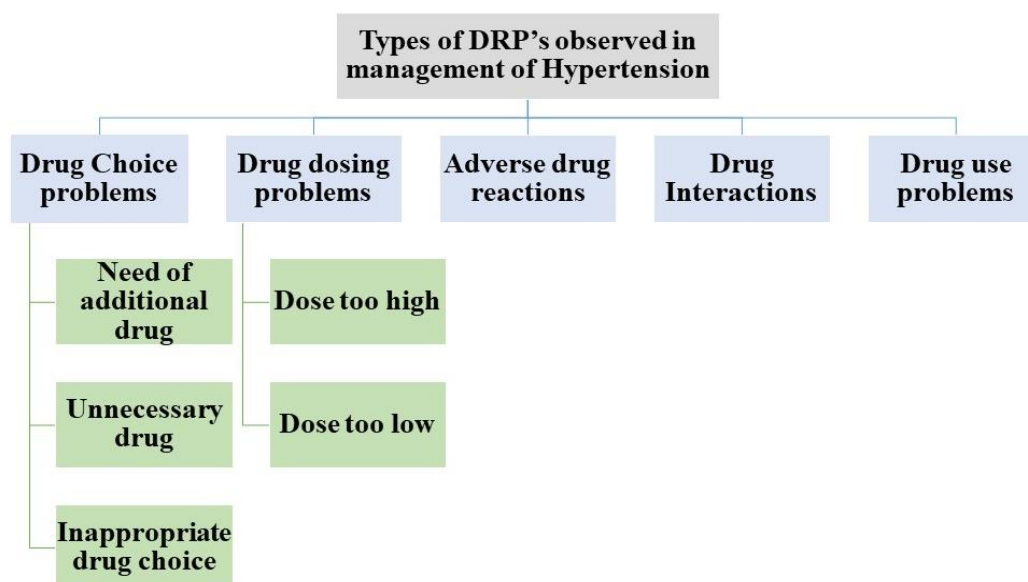 Types of DRP's observed in
management of Hypertension
Drug Choice
problems
Drug dosing
problems
Adverse drug
reactions
Drug
Interactions
Drug use
problems
Need of
additional
drug
Unnecessary
drug
Inappropriate
drug choice
Dose too high
Dose too low